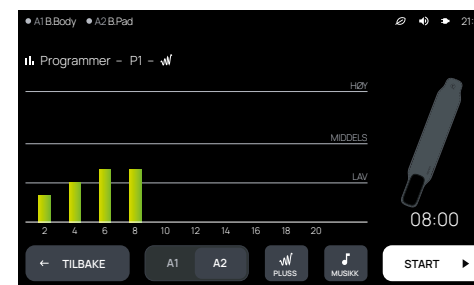 A1 B.Body A2 B.Pad 21:
Programmer – P1 –
HØY
MIDDELS
LAV
2 4 6 8 10 12 14 16 18 20
08:00
← TILBAKE A1 A2 PLUSS MUSIKK START